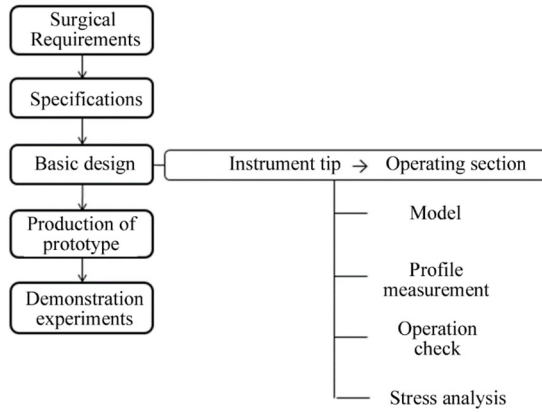 Surgical
Requirements
Specifications
Basic design
Instrument tip → Operating section
Production of
prototype
Demonstration
experiments
Model
Profile
measurement
Operation
check
Stress analysis